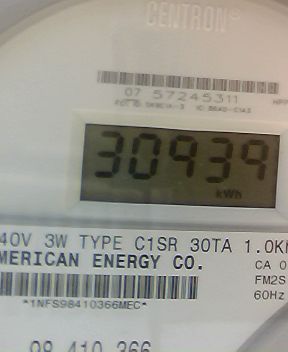 CENTRON®
07 57245311
30939
kWh
40V 3W TYPE C1SR 30TA 1.0K
MERICAN ENERGY CO.
CA 0
FM2S
60Hz
*1NFS98410366MEC*
98 410 366